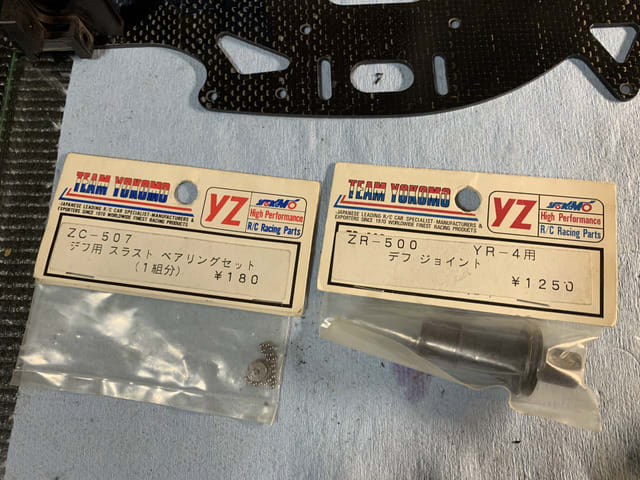 TEAM YOKOMO
JAPANESE LEADING R/C CAR SPECIALIST-MANUFACTURERS &
EXPORTERS SINCE 1970 WORLDWIDE FINEST RACING PRODUCTS
YZ
YOKOMO
High Performance
R/C Racing Parts
ZC-507
デフ用 スラスト ベアリングセット
(1組分) ¥180
TEAM YOKOMO
JAPANESE LEADING R/C CAR SPECIALIST-MANUFACTURERS &
EXPORTERS SINCE 1970 WORLDWIDE FINEST RACING PRODUCTS
YZ
YOKOMO
High Performance
R/C Racing Parts
ZR-500 YR-4用
デフ ジョイント
¥1250